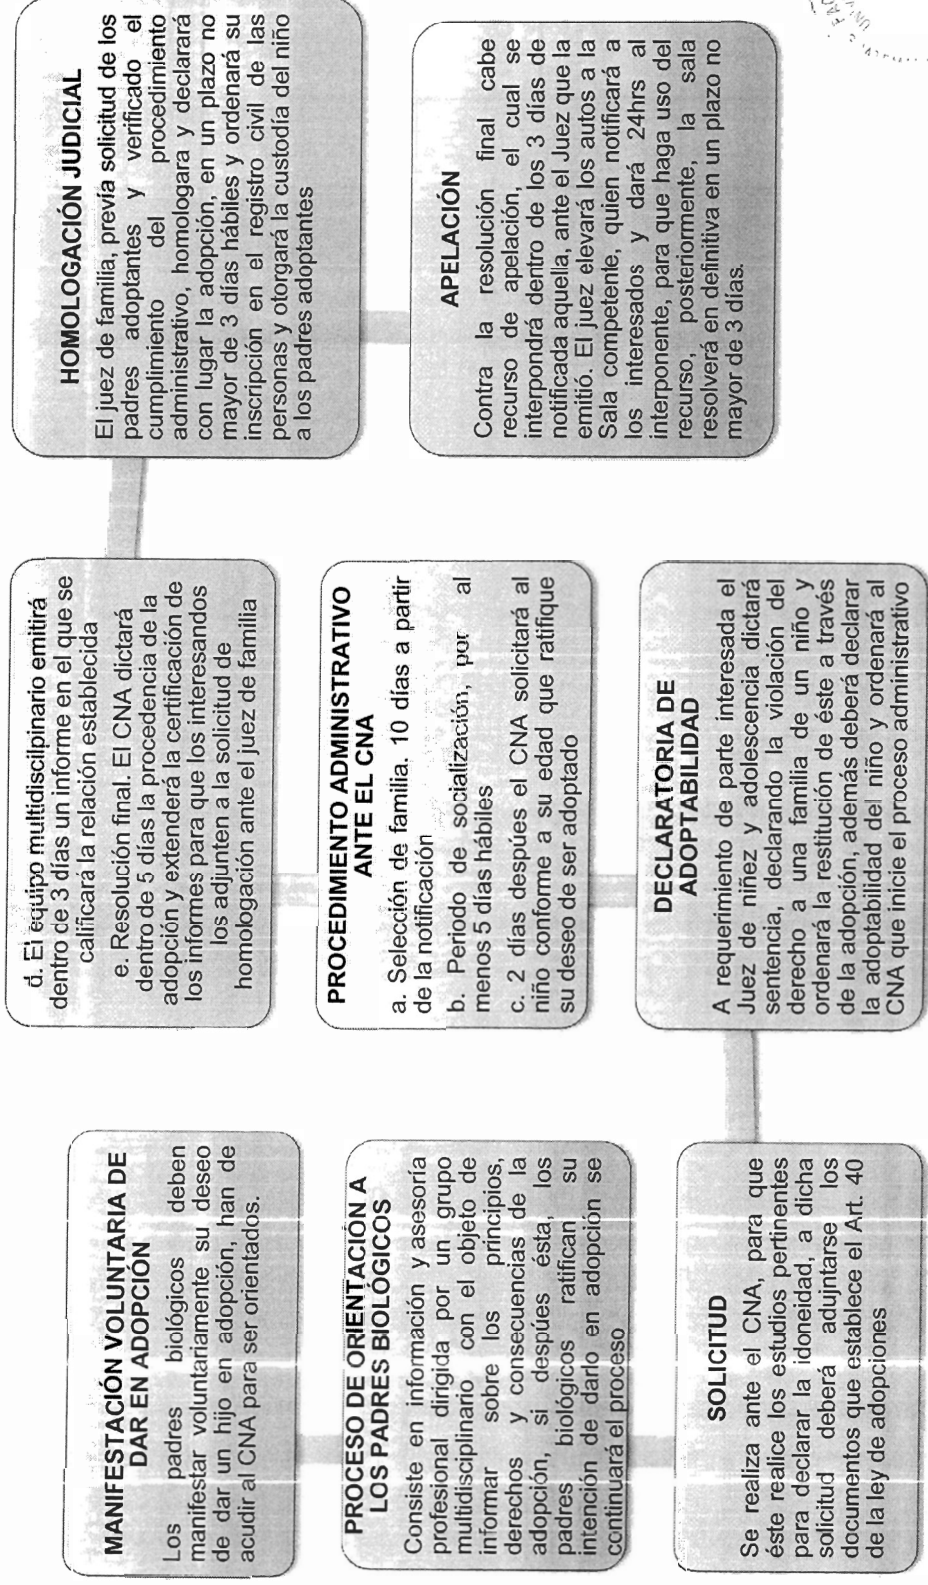 MANIFESTACIÓN VOLUNTARIA DE
DAR EN ADOPCIÓN
Los padres biológicos deben
manifestar voluntariamente su deseo
de dar un hijo en adopción, han de
acudir al CNA para ser orientados.
PROCESO DE ORIENTACIÓN A
LOS PADRES BIOLÓGICOS
Consiste en información y asesoría
profesional dirigida por un grupo
multidisciplinario con el objeto de
informar sobre los principios,
derechos y consecuencias de la
adopción, si despúes ésta, los
padres biológicos ratifican su
intención de darlo en adopción se
continuará el proceso
SOLICITUD
Se realiza ante el CNA, para que
éste realice los estudios pertinentes
para declarar la idoneidad, a dicha
solicitud deberá adujntarse los
documentos que establece el Art. 40
de la ley de adopciones
DECLARATORIA DE
ADOPTABILIDAD
A requerimiento de parte interesada el
Juez de niñez y adolescencia dictará
sentencia, declarando la violación del
derecho a una familia de un niño y
ordenará la restitución de éste a través
de la adopción, además deberá declarar
la adoptabilidad del niño y ordenará al
CNA que inicie el proceso administrativo
PROCEDIMIENTO ADMINISTRATIVO
ANTE EL CNA
a. Selección de familia. 10 días a partir
de la notificación
b. Periodo de socialización, por al
menos 5 días hábiles
c. 2 días despúes el CNA solicitará al
niño conforme a su edad que ratifique
su deseo de ser adoptado
d. El equipo multidisclipinario emitirá
dentro de 3 días un informe en el que se
calificará la relación establecida
e. Resolución final. El CNA dictará
dentro de 5 días la procedencia de la
adopción y extenderá la certificación de
los informes para que los interesandos
los adjunten a la solicitud de
homologación ante el juez de familia
HOMOLOGACIÓN JUDICIAL
El juez de familia, previa solicitud de los
padres adoptantes y verificado el
cumplimiento del procedimiento
administrativo, homologara y declarará
con lugar la adopción, en un plazo no
mayor de 3 días hábiles y ordenará su
inscripción en el registro civil de las
personas y otorgará la custodía del niño
a los padres adoptantes
APELACIÓN
Contra la resolución final cabe
recurso de apelación, el cual se
interpondrá dentro de los 3 días de
notificada aquella, ante el Juez que la
emitió. El juez elevará los autos a la
Sala competente, quien notificará a
los interesados y dará 24hrs al
interponente, para que haga uso del
recurso, posteriormente, la sala
resolverá en definitiva en un plazo no
mayor de 3 días.